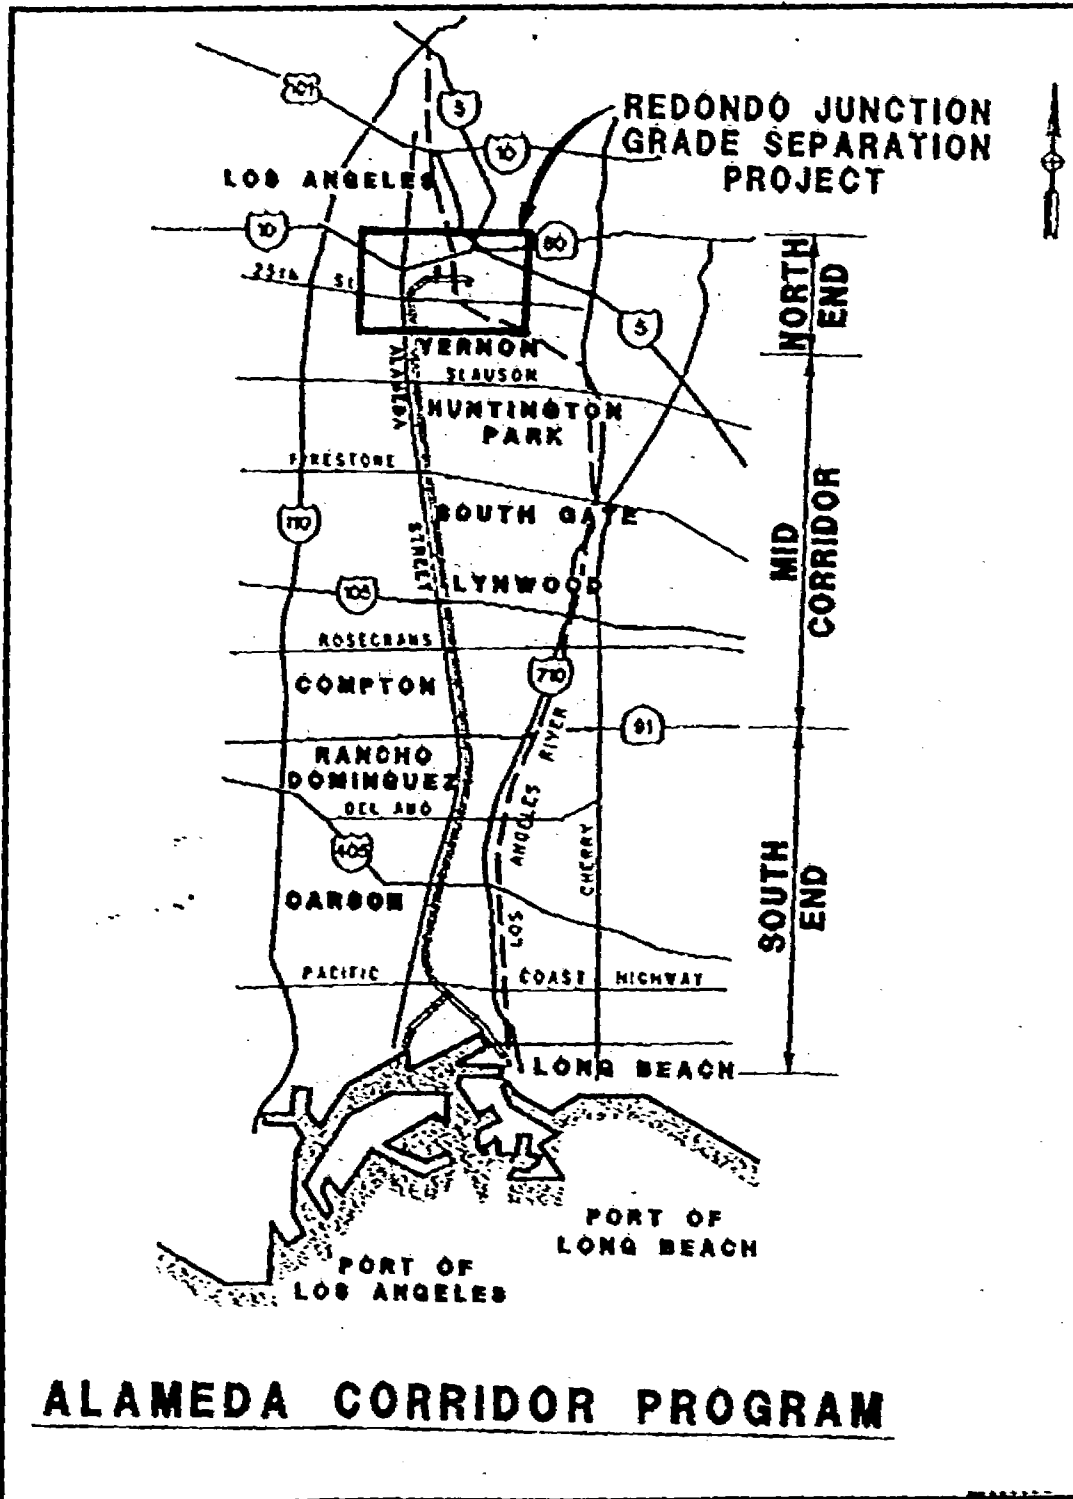 101
5
REDONDO JUNCTION
GRADE SEPARATION
PROJECT
10
LOS ANGELES
10
60
25th St
5
NORTH
END
VERNON
SLAUSON
ALAMEDA
HUNTINGTON
PARK
FIRESTONE
110
SOUTH GATE
STREET
MID
CORRIDOR
LYNWOOD
105
ROSECRANS
COMPTON
710
91
RANCHO
DOMINGUEZ
DEL AMO
LOS ANGELES RIVER
CHERRY
405
CARSON
SOUTH
END
PACIFIC COAST HIGHWAY
LONG BEACH
PORT OF
LONG BEACH
PORT OF
LOS ANGELES
ALAMEDA CORRIDOR PROGRAM